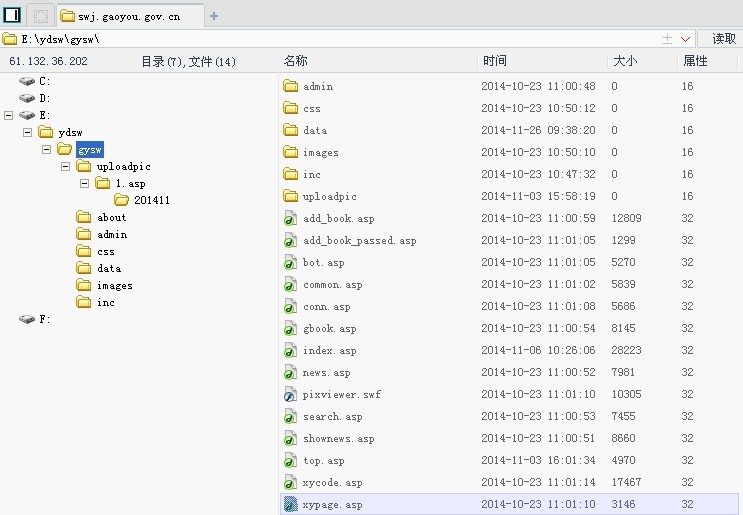 swj.gaoyou.gov.cn
E:\ydsw\gysw\ 读取
61.132.36.202 目录(7),文件(14) 名称 时间 大小 属性
C:
D:
E:
ydsw
gysw
uploadpic
1.asp
201411
about
admin
css
data
images
inc
F:
admin 2014-10-23 11:00:48 0 16
css 2014-10-23 10:50:12 0 16
data 2014-11-26 09:38:20 0 16
images 2014-10-23 10:50:10 0 16
inc 2014-10-23 10:47:32 0 16
uploadpic 2014-11-03 15:58:19 0 16
add_book.asp 2014-10-23 11:00:59 12809 32
add_book_passed.asp 2014-10-23 11:01:05 1299 32
bot.asp 2014-10-23 11:01:05 5270 32
common.asp 2014-10-23 11:01:02 5839 32
conn.asp 2014-10-23 11:01:08 5686 32
gbook.asp 2014-10-23 11:00:54 8145 32
index.asp 2014-11-06 10:26:06 28223 32
news.asp 2014-10-23 11:00:52 7981 32
pixviewer.swf 2014-10-23 11:01:10 10305 32
search.asp 2014-10-23 11:00:53 7455 32
shownews.asp 2014-10-23 11:00:51 8660 32
top.asp 2014-11-03 16:01:34 4970 32
xycode.asp 2014-10-23 11:01:14 17467 32
xypage.asp 2014-10-23 11:01:10 3146 32